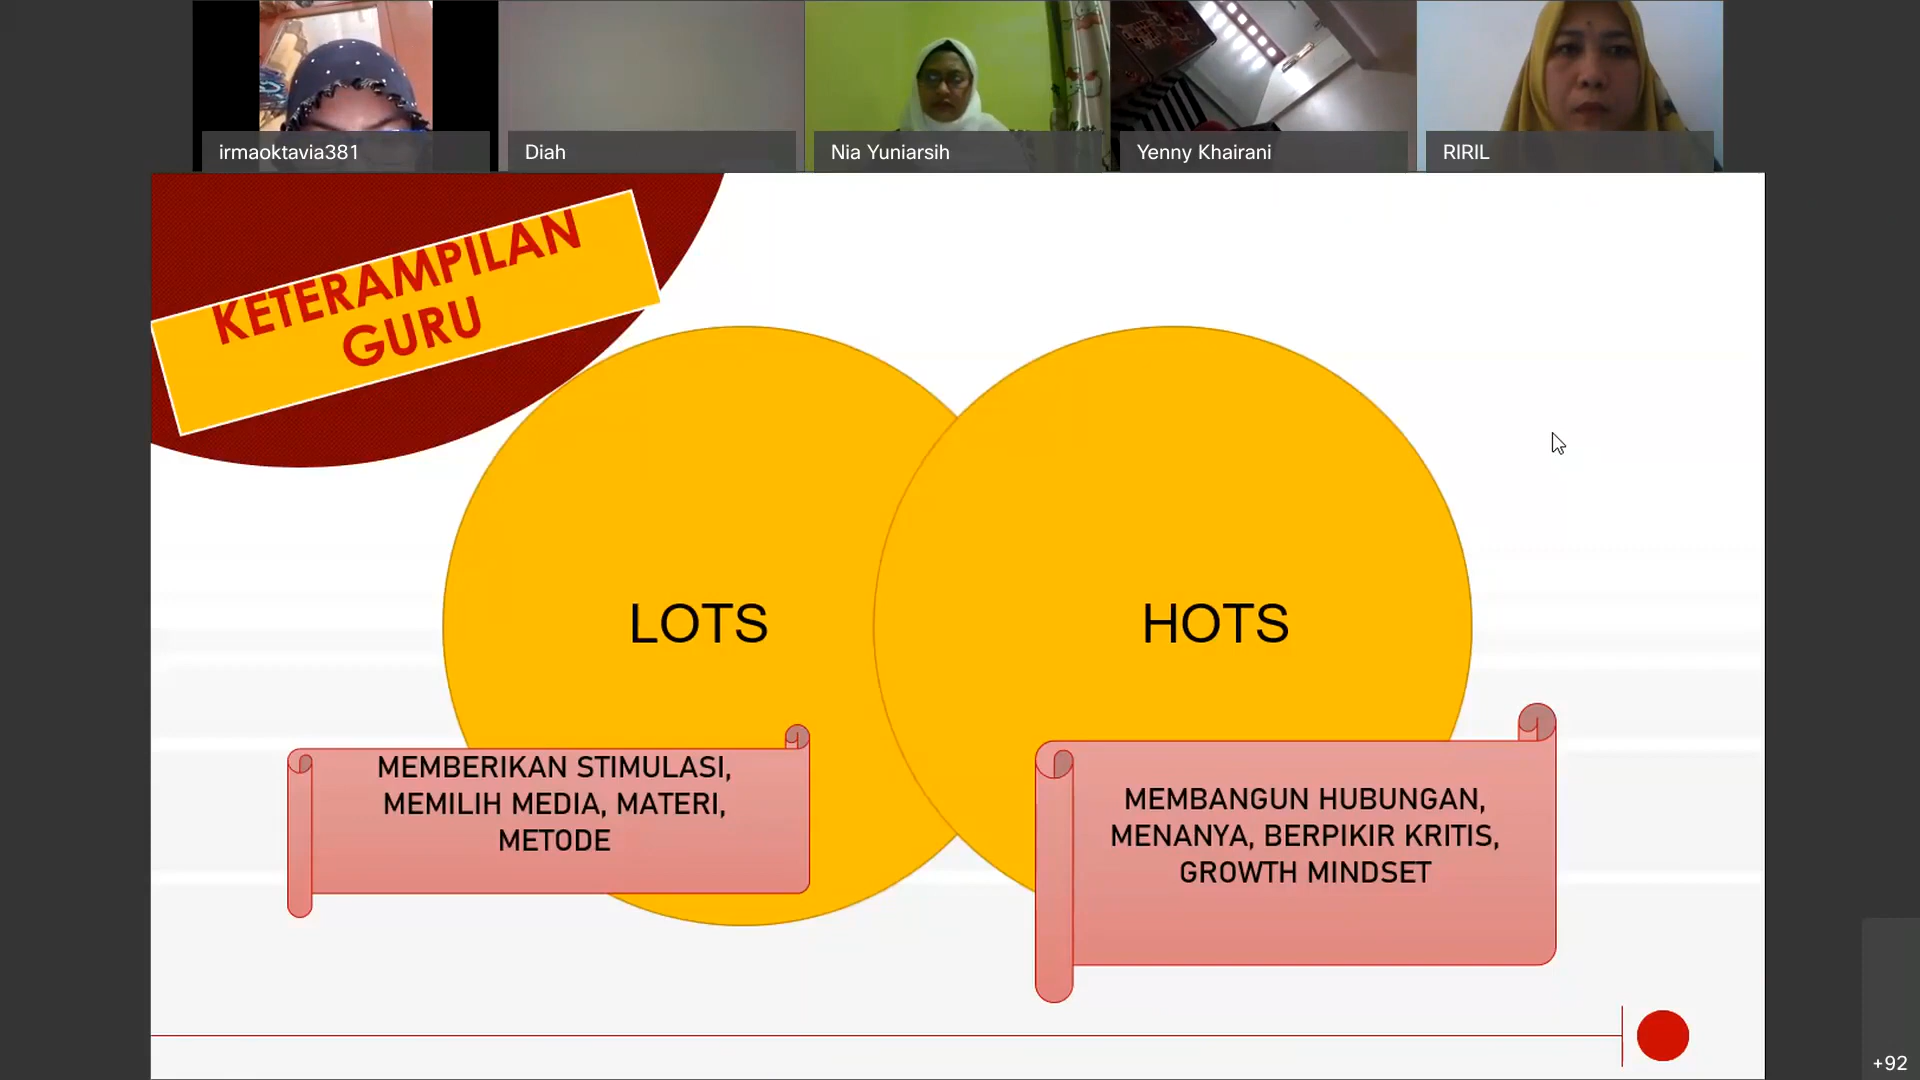 irmaoktavia381
Diah
Nia Yuniarsih
Yenny Khairani
RIRIL
KETERAMPILAN
GURU
LOTS
HOTS
MEMBERIKAN STIMULASI,
MEMILIH MEDIA, MATERI,
METODE
MEMBANGUN HUBUNGAN,
MENANYA, BERPIKIR KRITIS,
GROWTH MINDSET
+92